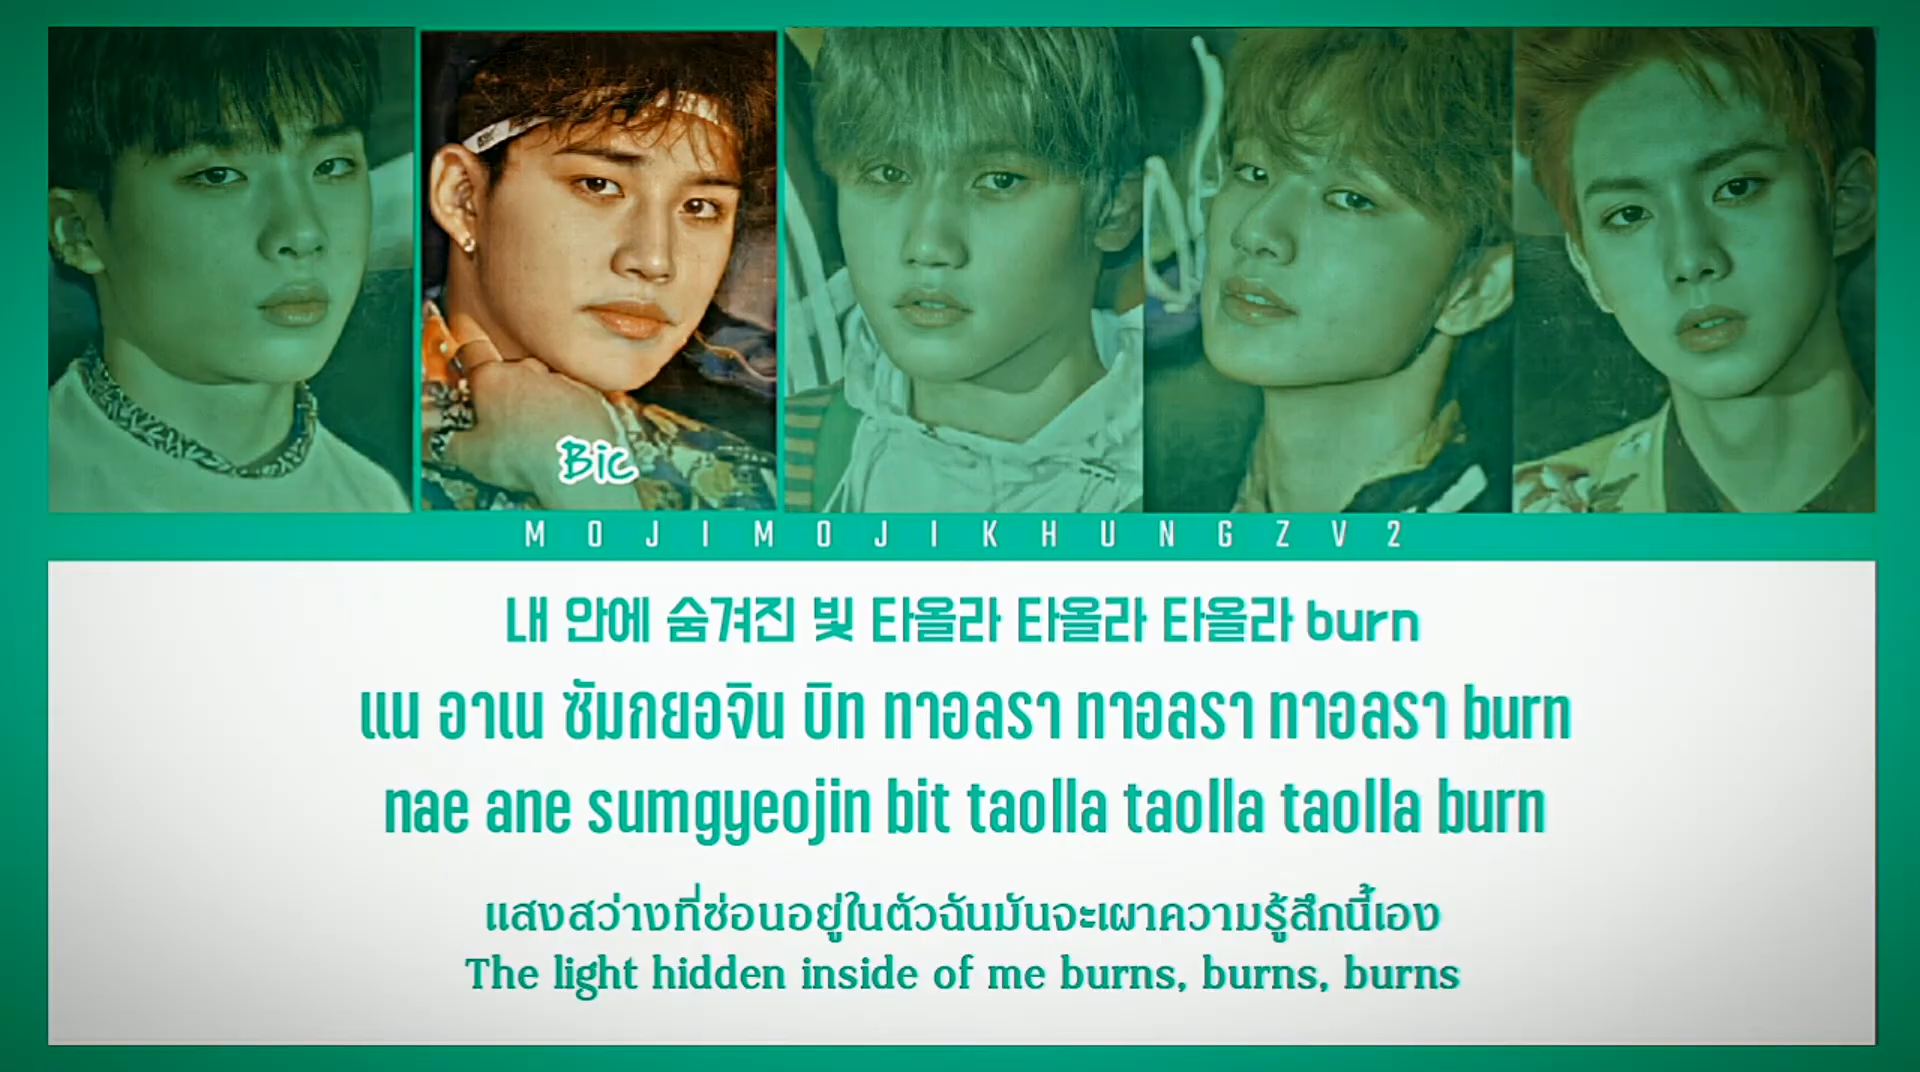 Bic
MOJIMOJIKHUNGZV2
내 안에 숨겨진 빛 타올라 타올라 타올라 burn
แน อาเน ซัมกยอจิน บิท ทาอลรา ทาอลรา ทาอลรา burn
nae ane sumgyeojin bit taolla taolla taolla burn
แสงสว่างที่ซ่อนอยู่ในตัวฉันมันจะเผาความรู้สึกนี้เอง
The light hidden inside of me burns, burns, burns